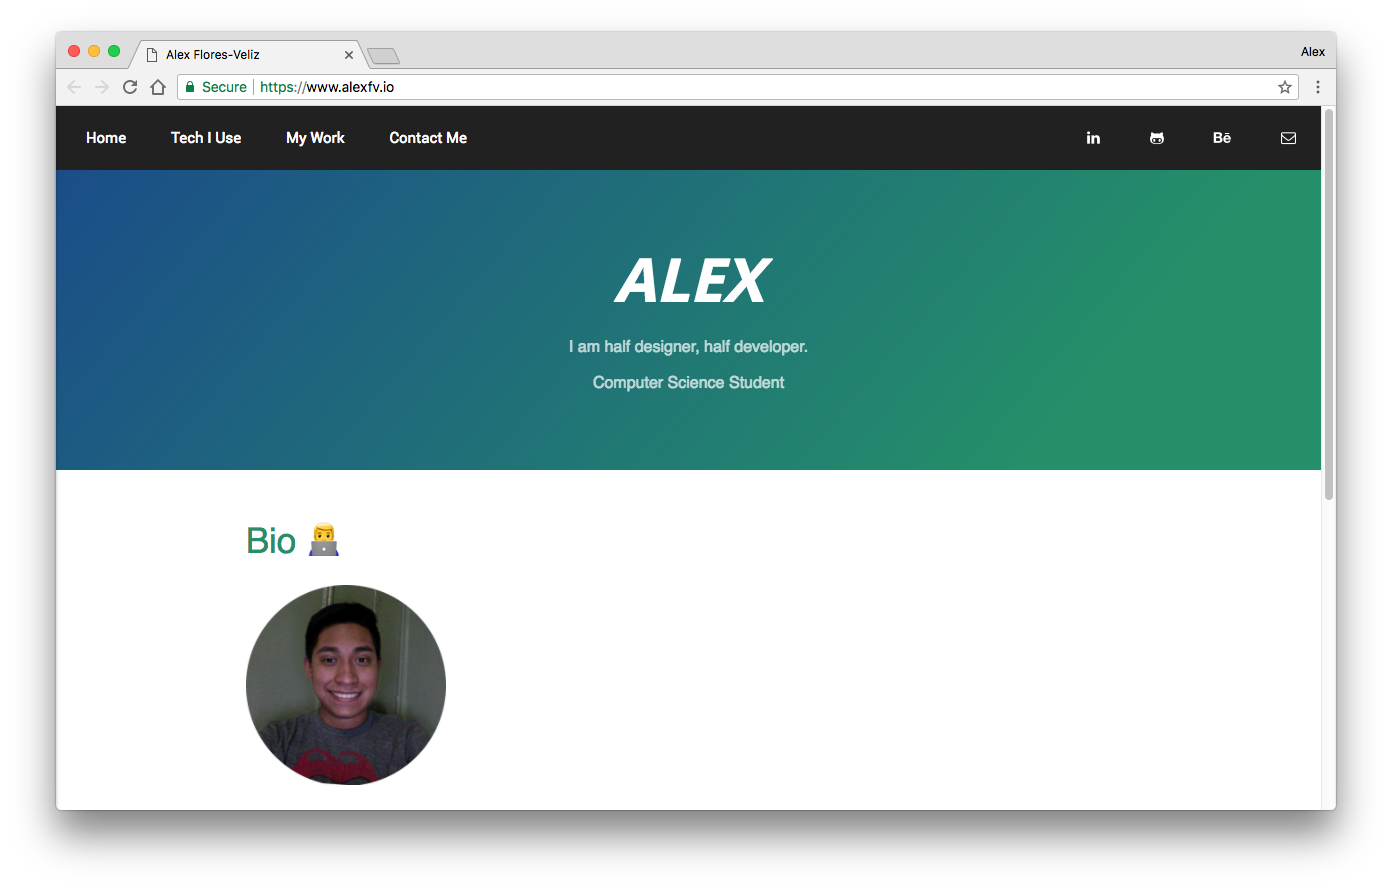 Alex Flores-Veliz
Alex
Secure
https://www.alexfv.io
Home Tech I Use My Work Contact Me
in
Bē
ALEX
I am half designer, half developer.
Computer Science Student
Bio